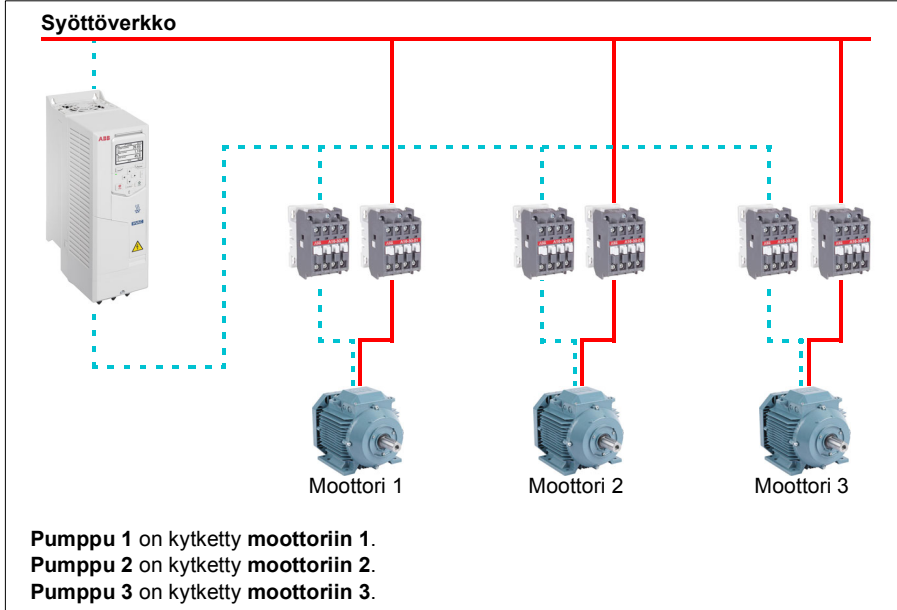 Syöttöverkko
ABB
Moottori 1
Moottori 2
Moottori 3
Pumppu 1 on kytketty moottoriin 1.
Pumppu 2 on kytketty moottoriin 2.
Pumppu 3 on kytketty moottoriin 3.